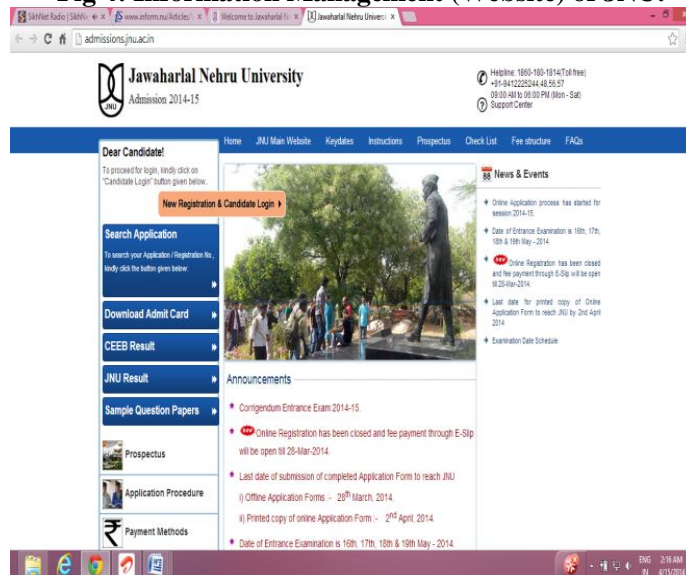 Fig 4: Information Management (Website) of JNU.
SikhNet Radio | SikhN
www.inform.nu/Articles/
Welcome to Jawaharlal N
Jawaharlal Nehru Universi
admissions.jnu.ac.in
Jawaharlal Nehru University
Admission 2014-15
JNU
Helpline: 1860-180-1814(Toll free)
+91-9412225244,48,56,57
09:00 AM to 06:00 PM (Mon - Sat)
Support Center
Home JNU Main Website Keydates Instructions Prospectus Check List Fee structure FAQs
Dear Candidate!
To proceed for login, kindly click on
"Candidate Login" button given below..
New Registration & Candidate Login
Search Application
To search your Application / Registration No.,
kindly click the button given below:
Download Admit Card
CEEB Result
JNU Result
Sample Question Papers
Prospectus
Application Procedure
Payment Methods
Announcements
Corrigendum Entrance Exam 2014-15.
Online Registration has been closed and fee payment through E-Slip
will be open till 26-Mar-2014.
Last date of submission of completed Application Form to reach JNU
i) Offline Application Forms :- 28th March, 2014.
ii) Printed copy of online Application Form :- 2nd April, 2014.
Date of Entrance Examination is 16th, 17th, 18th & 19th May - 2014.
News & Events
Online Application process has started for
session 2014-15.
Date of Entrance Examination is 16th, 17th,
18th & 19th May - 2014.
Online Registration has been closed
and fee payment through E-Slip will be open
till 26-Mar-2014.
Last date for printed copy of Online
Application Form to reach JNU by 2nd April
2014
Examination Date Schedule
ENG 2:16 AM
IN 4/15/2014